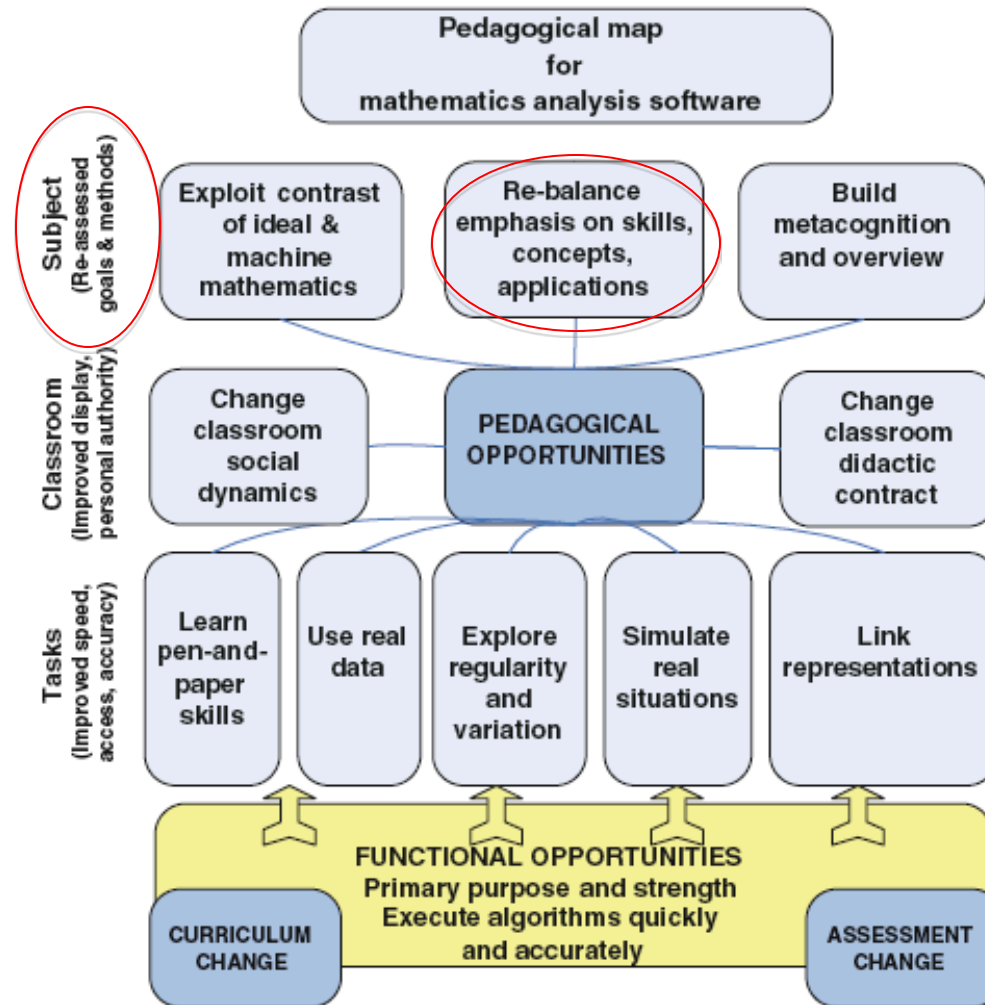 Pedagogical map
for
mathematics analysis software
Subject
(Re-assessed
goals & methods)
Exploit contrast
of ideal &
machine
mathematics
Re-balance
emphasis on skills,
concepts,
applications
Build
metacognition
and overview
Classroom
(Improved display,
personal authority)
Change
classroom
social
dynamics
PEDAGOGICAL
OPPORTUNITIES
Change
classroom
didactic
contract
Tasks
(Improved speed,
access, accuracy)
Learn
pen-and-
paper
skills
Use real
data
Explore
regularity
and
variation
Simulate
real
situations
Link
representations
FUNCTIONAL OPPORTUNITIES
Primary purpose and strength
Execute algorithms quickly
and accurately
CURRICULUM
CHANGE
ASSESSMENT
CHANGE